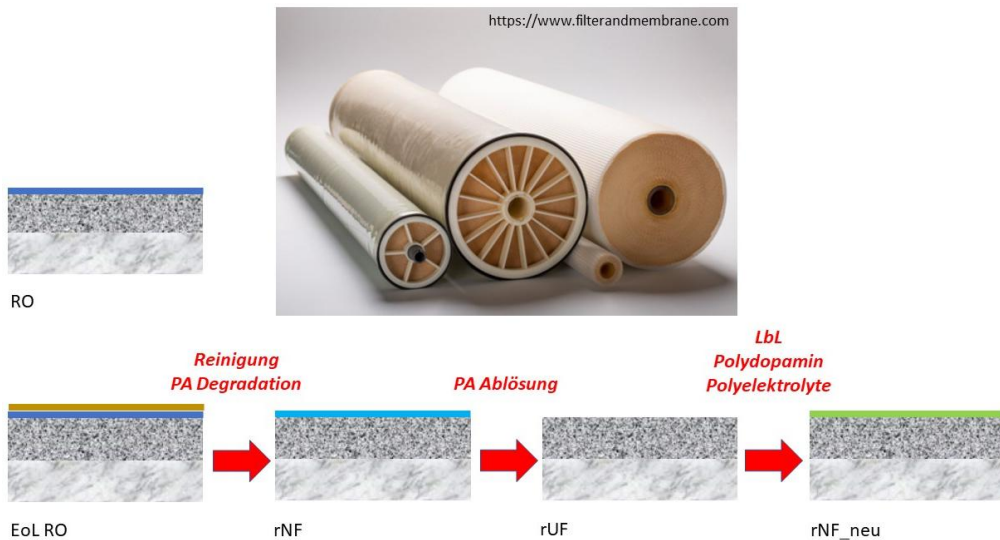 https://www.filterandmembrane.com
RO
Reinigung
PA Degradation
PA Ablösung
LbL
Polydopamin
Polyelektrolyte
EoL RO
rNF
rUF
rNF_neu